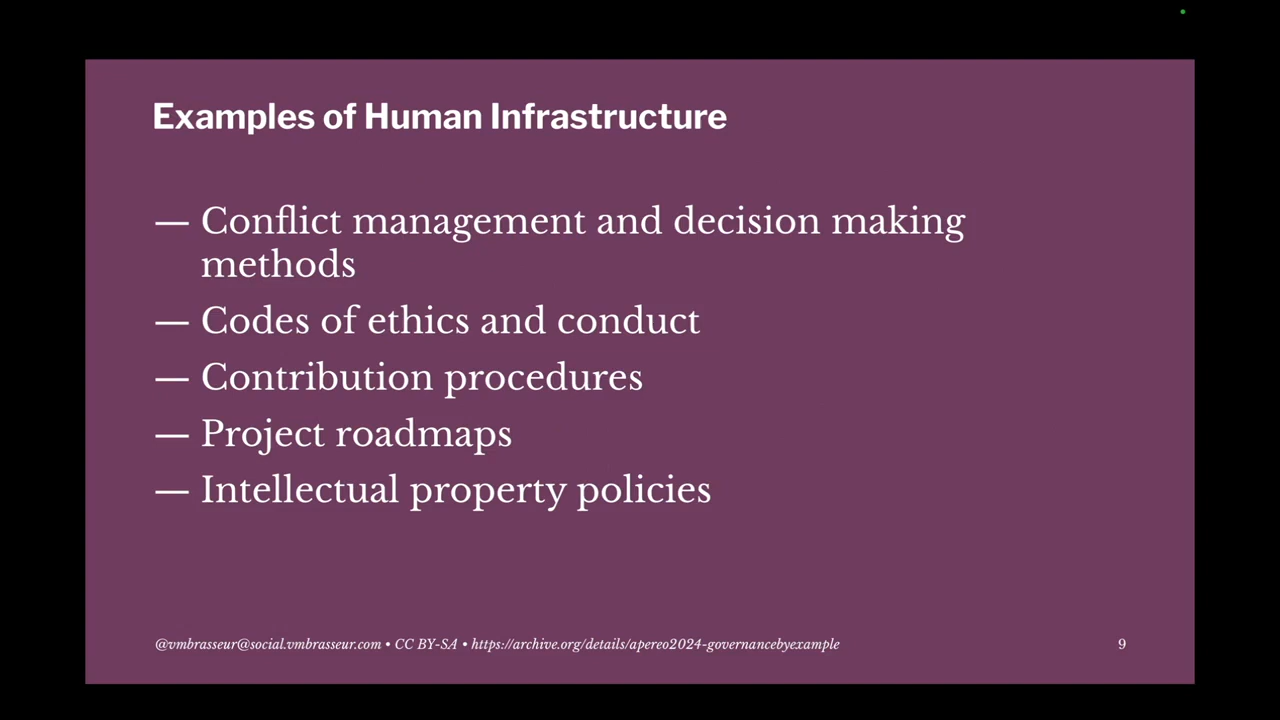 Examples of Human Infrastructure
— Conflict management and decision making
methods
— Codes of ethics and conduct
— Contribution procedures
— Project roadmaps
— Intellectual property policies
@vmbrasseur@social.vmbrasseur.com • CC BY-SA • https://archive.org/details/apereo2024-governancebyexample
9